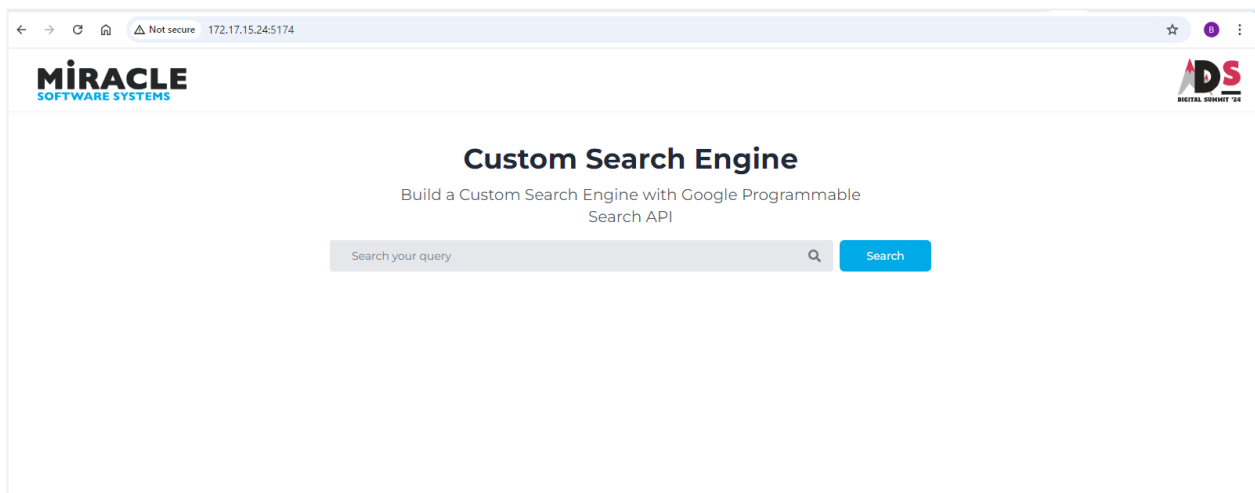 Not secure 172.17.15.24:5174
B
MiRACLE
SOFTWARE SYSTEMS
ADS
DIGITAL SUMMIT '24
Custom Search Engine
Build a Custom Search Engine with Google Programmable
Search API
Search your query
Search